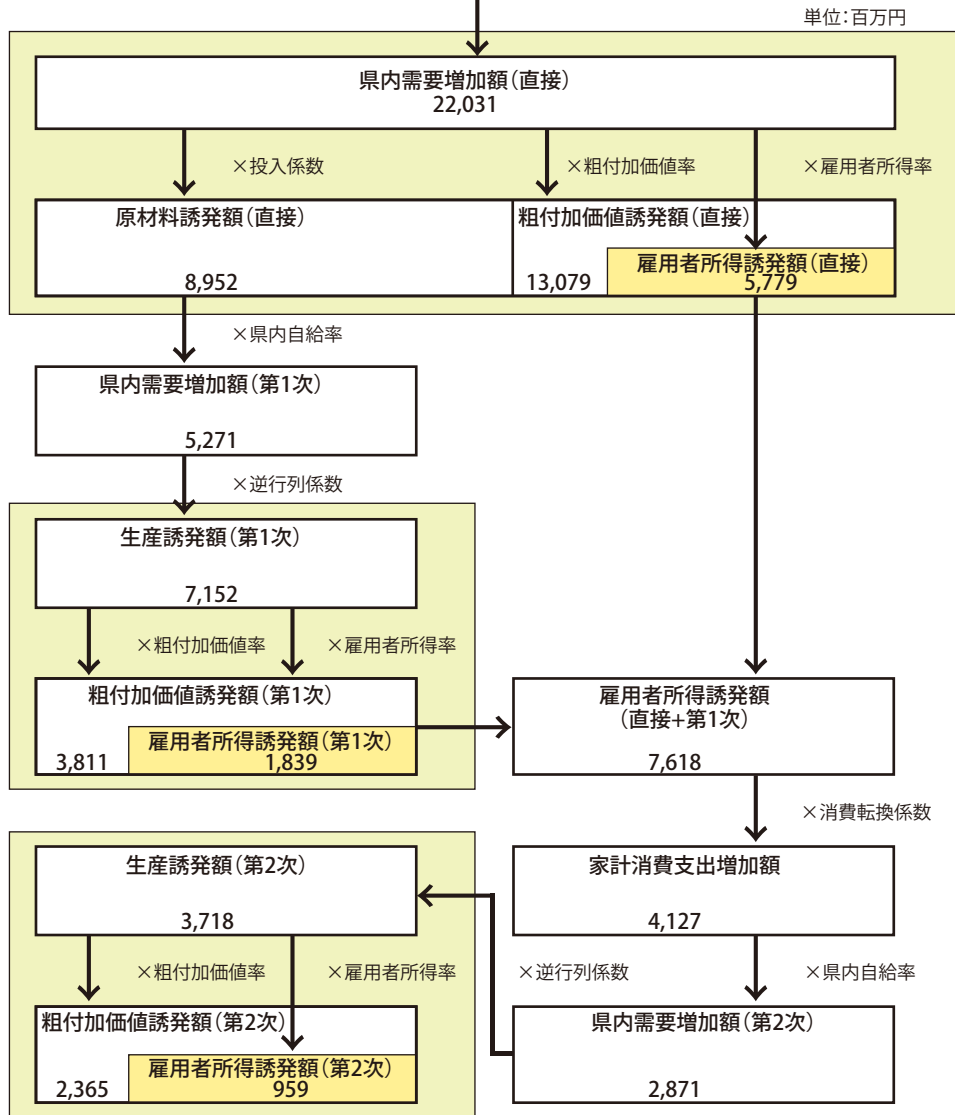 単位：百万円
県内需要増加額（直接）
22,031
×投入係数
×粗付加価値率
×雇用者所得率
原材料誘発額（直接）
8,952
粗付加価値誘発額（直接）
13,079
雇用者所得誘発額（直接）
5,779
×県内自給率
県内需要増加額（第1次）
5,271
×逆行列係数
生産誘発額（第1次）
7,152
×粗付加価値率
×雇用者所得率
粗付加価値誘発額（第1次）
3,811
雇用者所得誘発額（第1次）
1,839
雇用者所得誘発額
（直接+第1次）
7,618
×消費転換係数
家計消費支出増加額
4,127
×県内自給率
県内需要増加額（第2次）
2,871
×逆行列係数
生産誘発額（第2次）
3,718
×粗付加価値率
×雇用者所得率
粗付加価値誘発額（第2次）
2,365
雇用者所得誘発額（第2次）
959